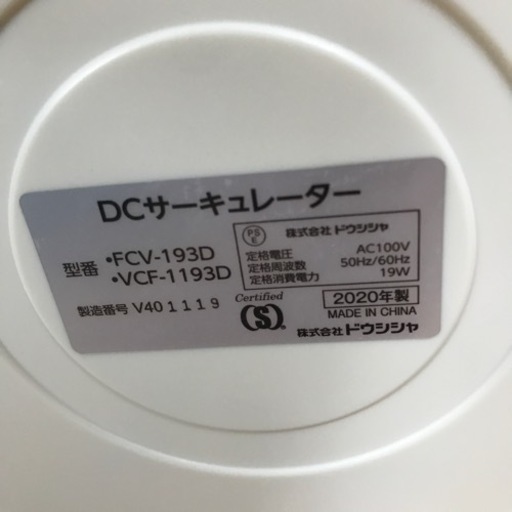 DCサーキュレーター
型番 •FCV-193D
•VCF-1193D
製造番号 V401119
PS
E
株式会社 ドウシシャ
定格電圧 AC100V
定格周波数 50Hz/60Hz
定格消費電力 19W
Certified
S
2020年製
MADE IN CHINA
株式会社ドウシシャ